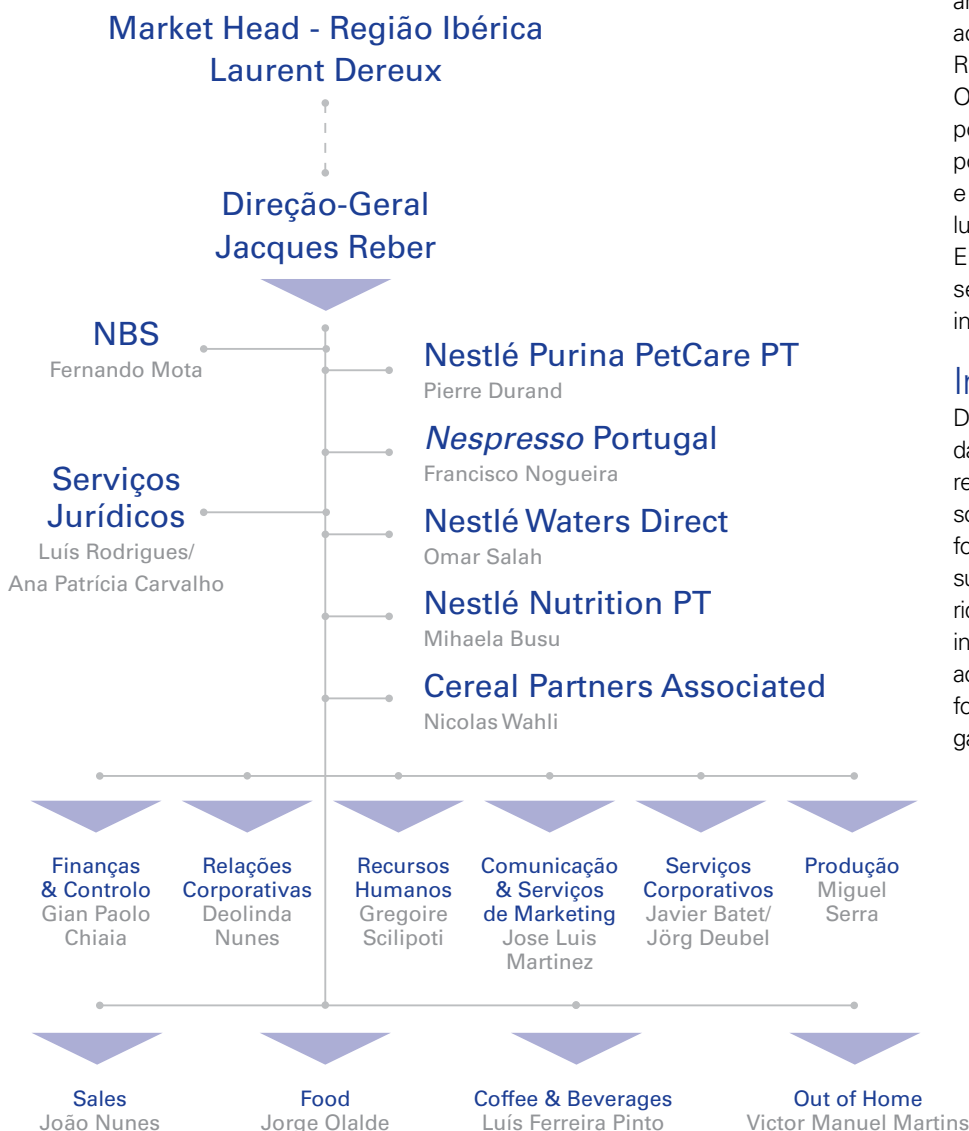 Market Head - Região Ibérica
Laurent Dereux
Direção-Geral
Jacques Reber
NBS
Fernando Mota
Serviços
Jurídicos
Luís Rodrigues/
Ana Patrícia Carvalho
Nestlé Purina PetCare PT
Pierre Durand
Nespresso Portugal
Francisco Nogueira
Nestlé Waters Direct
Omar Salah
Nestlé Nutrition PT
Mihaela Busu
Cereal Partners Associated
Nicolas Wahli
Finanças
& Controlo
Gian Paolo
Chiaia
Relações
Corporativas
Deolinda
Nunes
Recursos
Humanos
Gregoire
Scilipoti
Comunicação
& Serviços
de Marketing
Jose Luis
Martinez
Serviços
Corporativos
Javier Batet/
Jörg Deubel
Produção
Miguel
Serra
Sales
João Nunes
Food
Jorge Olalde
Coffee & Beverages
Luís Ferreira Pinto
Out of Home
Victor Manuel Martins